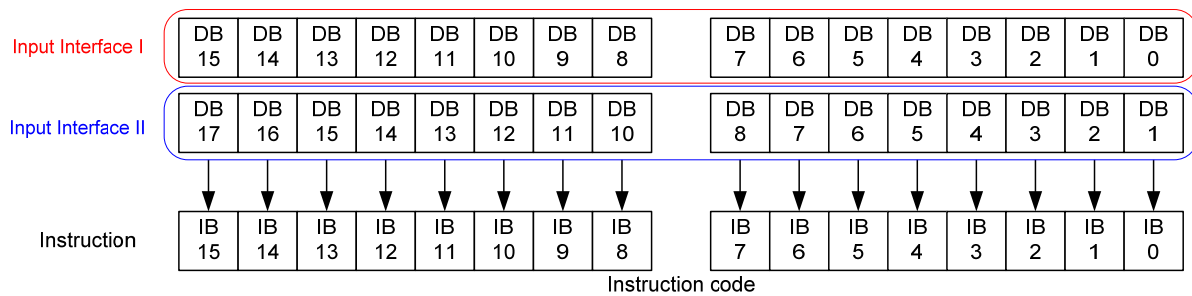 Input Interface I DB DB DB DB DB DB DB DB DB DB DB DB DB DB DB DB
15 14 13 12 11 10 9 8 7 6 5 4 3 2 1 0
Input Interface II DB DB DB DB DB DB DB DB DB DB DB DB DB DB DB DB
17 16 15 14 13 12 11 10 8 7 6 5 4 3 2 1
Instruction IB IB IB IB IB IB IB IB IB IB IB IB IB IB IB IB
15 14 13 12 11 10 9 8 7 6 5 4 3 2 1 0
Instruction code